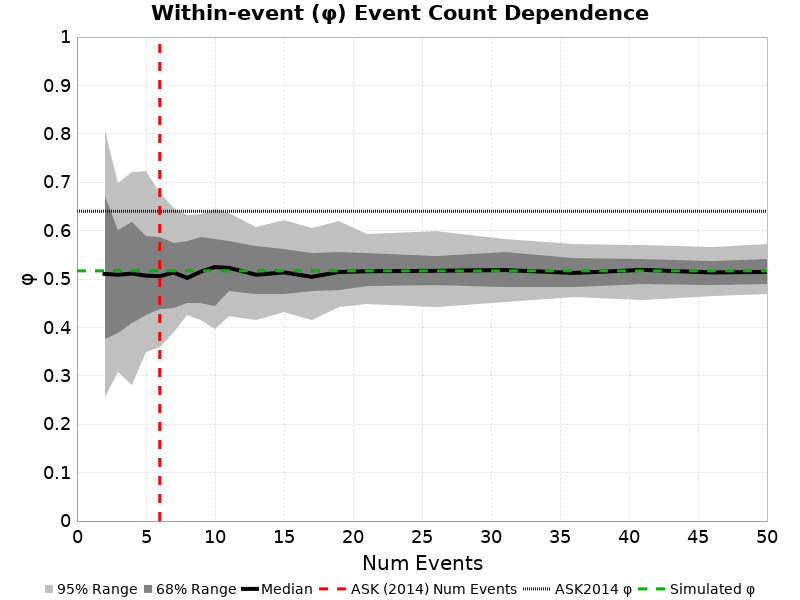 Within-event (φ) Event Count Dependence
1
0.9
0.8
0.7
0.6
0.5
0.4
0.3
0.2
0.1
0
φ
0 5 10 15 20 25 30 35 40 45 50
Num Events
95% Range 68% Range Median ASK (2014) Num Events ASK2014 φ Simulated φ